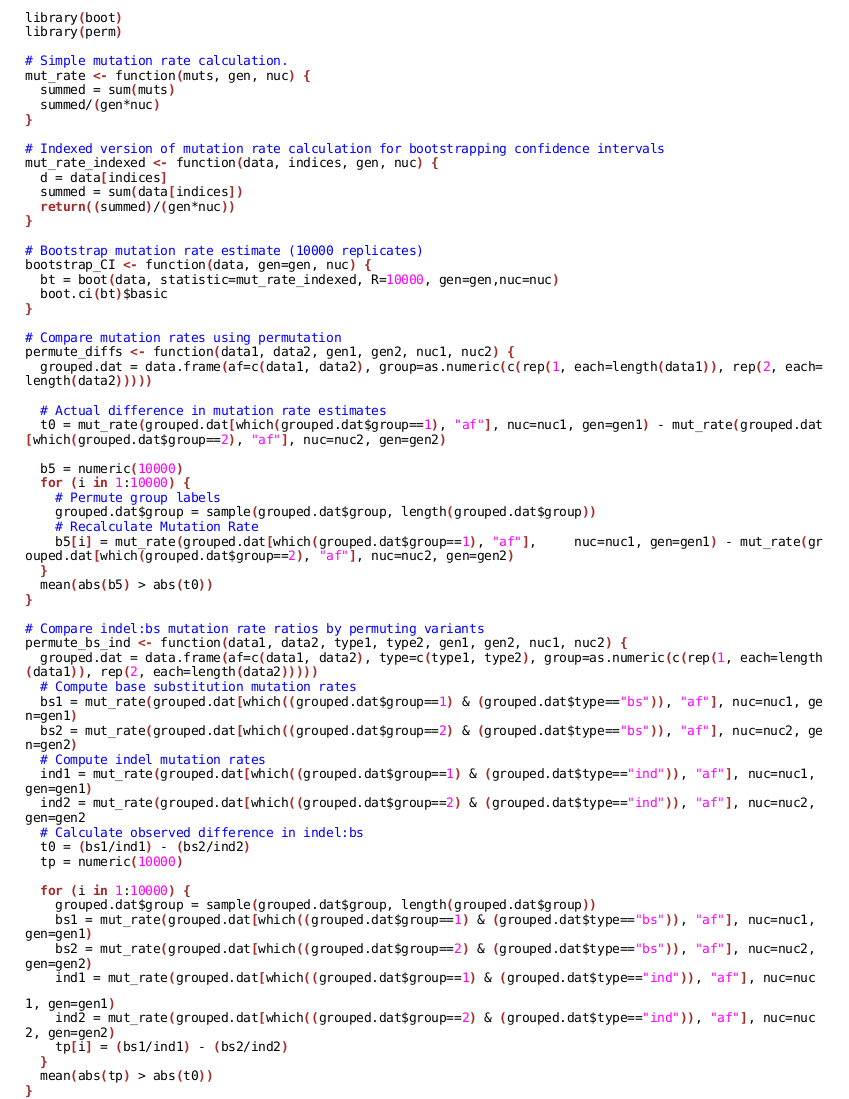 library(boot)
library(perm)
# Simple mutation rate calculation.
mut_rate <- function(muts, gen, nuc) {
  summed = sum(muts)
  summed/(gen*nuc)
}
# Indexed version of mutation rate calculation for bootstrapping confidence intervals
mut_rate_indexed <- function(data, indices, gen, nuc) {
  d = data[indices]
  summed = sum(data[indices])
  return((summed)/(gen*nuc))
}
# Bootstrap mutation rate estimate (10000 replicates)
bootstrap_CI <- function(data, gen=gen, nuc) {
  bt = boot(data, statistic=mut_rate_indexed, R=10000, gen=gen,nuc=nuc)
  boot.ci(bt)$basic
}
# Compare mutation rates using permutation
permute_diffs <- function(data1, data2, gen1, gen2, nuc1, nuc2) {
  grouped.dat = data.frame(af=c(data1, data2), group=as.numeric(c(rep(1, each=length(data1)), rep(2, each=
length(data2)))))
  # Actual difference in mutation rate estimates
  t0 = mut_rate(grouped.dat[which(grouped.dat$group==1), "af"], nuc=nuc1, gen=gen1) - mut_rate(grouped.dat
[which(grouped.dat$group==2), "af"], nuc=nuc2, gen=gen2)
  b5 = numeric(10000)
  for (i in 1:10000) {
    # Permute group labels
    grouped.dat$group = sample(grouped.dat$group, length(grouped.dat$group))
    # Recalculate Mutation Rate
    b5[i] = mut_rate(grouped.dat[which(grouped.dat$group==1), "af"],     nuc=nuc1, gen=gen1) - mut_rate(gr
ouped.dat[which(grouped.dat$group==2), "af"], nuc=nuc2, gen=gen2)
  }
  mean(abs(b5) > abs(t0))
}
# Compare indel:bs mutation rate ratios by permuting variants
permute_bs_ind <- function(data1, data2, type1, type2, gen1, gen2, nuc1, nuc2) {
  grouped.dat = data.frame(af=c(data1, data2), type=c(type1, type2), group=as.numeric(c(rep(1, each=length
(data1)), rep(2, each=length(data2)))))
  # Compute base substitution mutation rates
  bs1 = mut_rate(grouped.dat[which((grouped.dat$group==1) & (grouped.dat$type=="bs")), "af"], nuc=nuc1, ge
n=gen1)
  bs2 = mut_rate(grouped.dat[which((grouped.dat$group==2) & (grouped.dat$type=="bs")), "af"], nuc=nuc2, ge
n=gen2)
  # Compute indel mutation rates
  ind1 = mut_rate(grouped.dat[which((grouped.dat$group==1) & (grouped.dat$type=="ind")), "af"], nuc=nuc1,
gen=gen1)
  ind2 = mut_rate(grouped.dat[which((grouped.dat$group==2) & (grouped.dat$type=="ind")), "af"], nuc=nuc2,
gen=gen2
  # Calculate observed difference in indel:bs
  t0 = (bs1/ind1) - (bs2/ind2)
  tp = numeric(10000)
  for (i in 1:10000) {
    grouped.dat$group = sample(grouped.dat$group, length(grouped.dat$group))
    bs1 = mut_rate(grouped.dat[which((grouped.dat$group==1) & (grouped.dat$type=="bs")), "af"], nuc=nuc1,
gen=gen1)
    bs2 = mut_rate(grouped.dat[which((grouped.dat$group==2) & (grouped.dat$type=="bs")), "af"], nuc=nuc2,
gen=gen2)
    ind1 = mut_rate(grouped.dat[which((grouped.dat$group==1) & (grouped.dat$type=="ind")), "af"], nuc=nuc
1, gen=gen1)
    ind2 = mut_rate(grouped.dat[which((grouped.dat$group==2) & (grouped.dat$type=="ind")), "af"], nuc=nuc
2, gen=gen2)
    tp[i] = (bs1/ind1) - (bs2/ind2)
  }
  mean(abs(tp) > abs(t0))
}